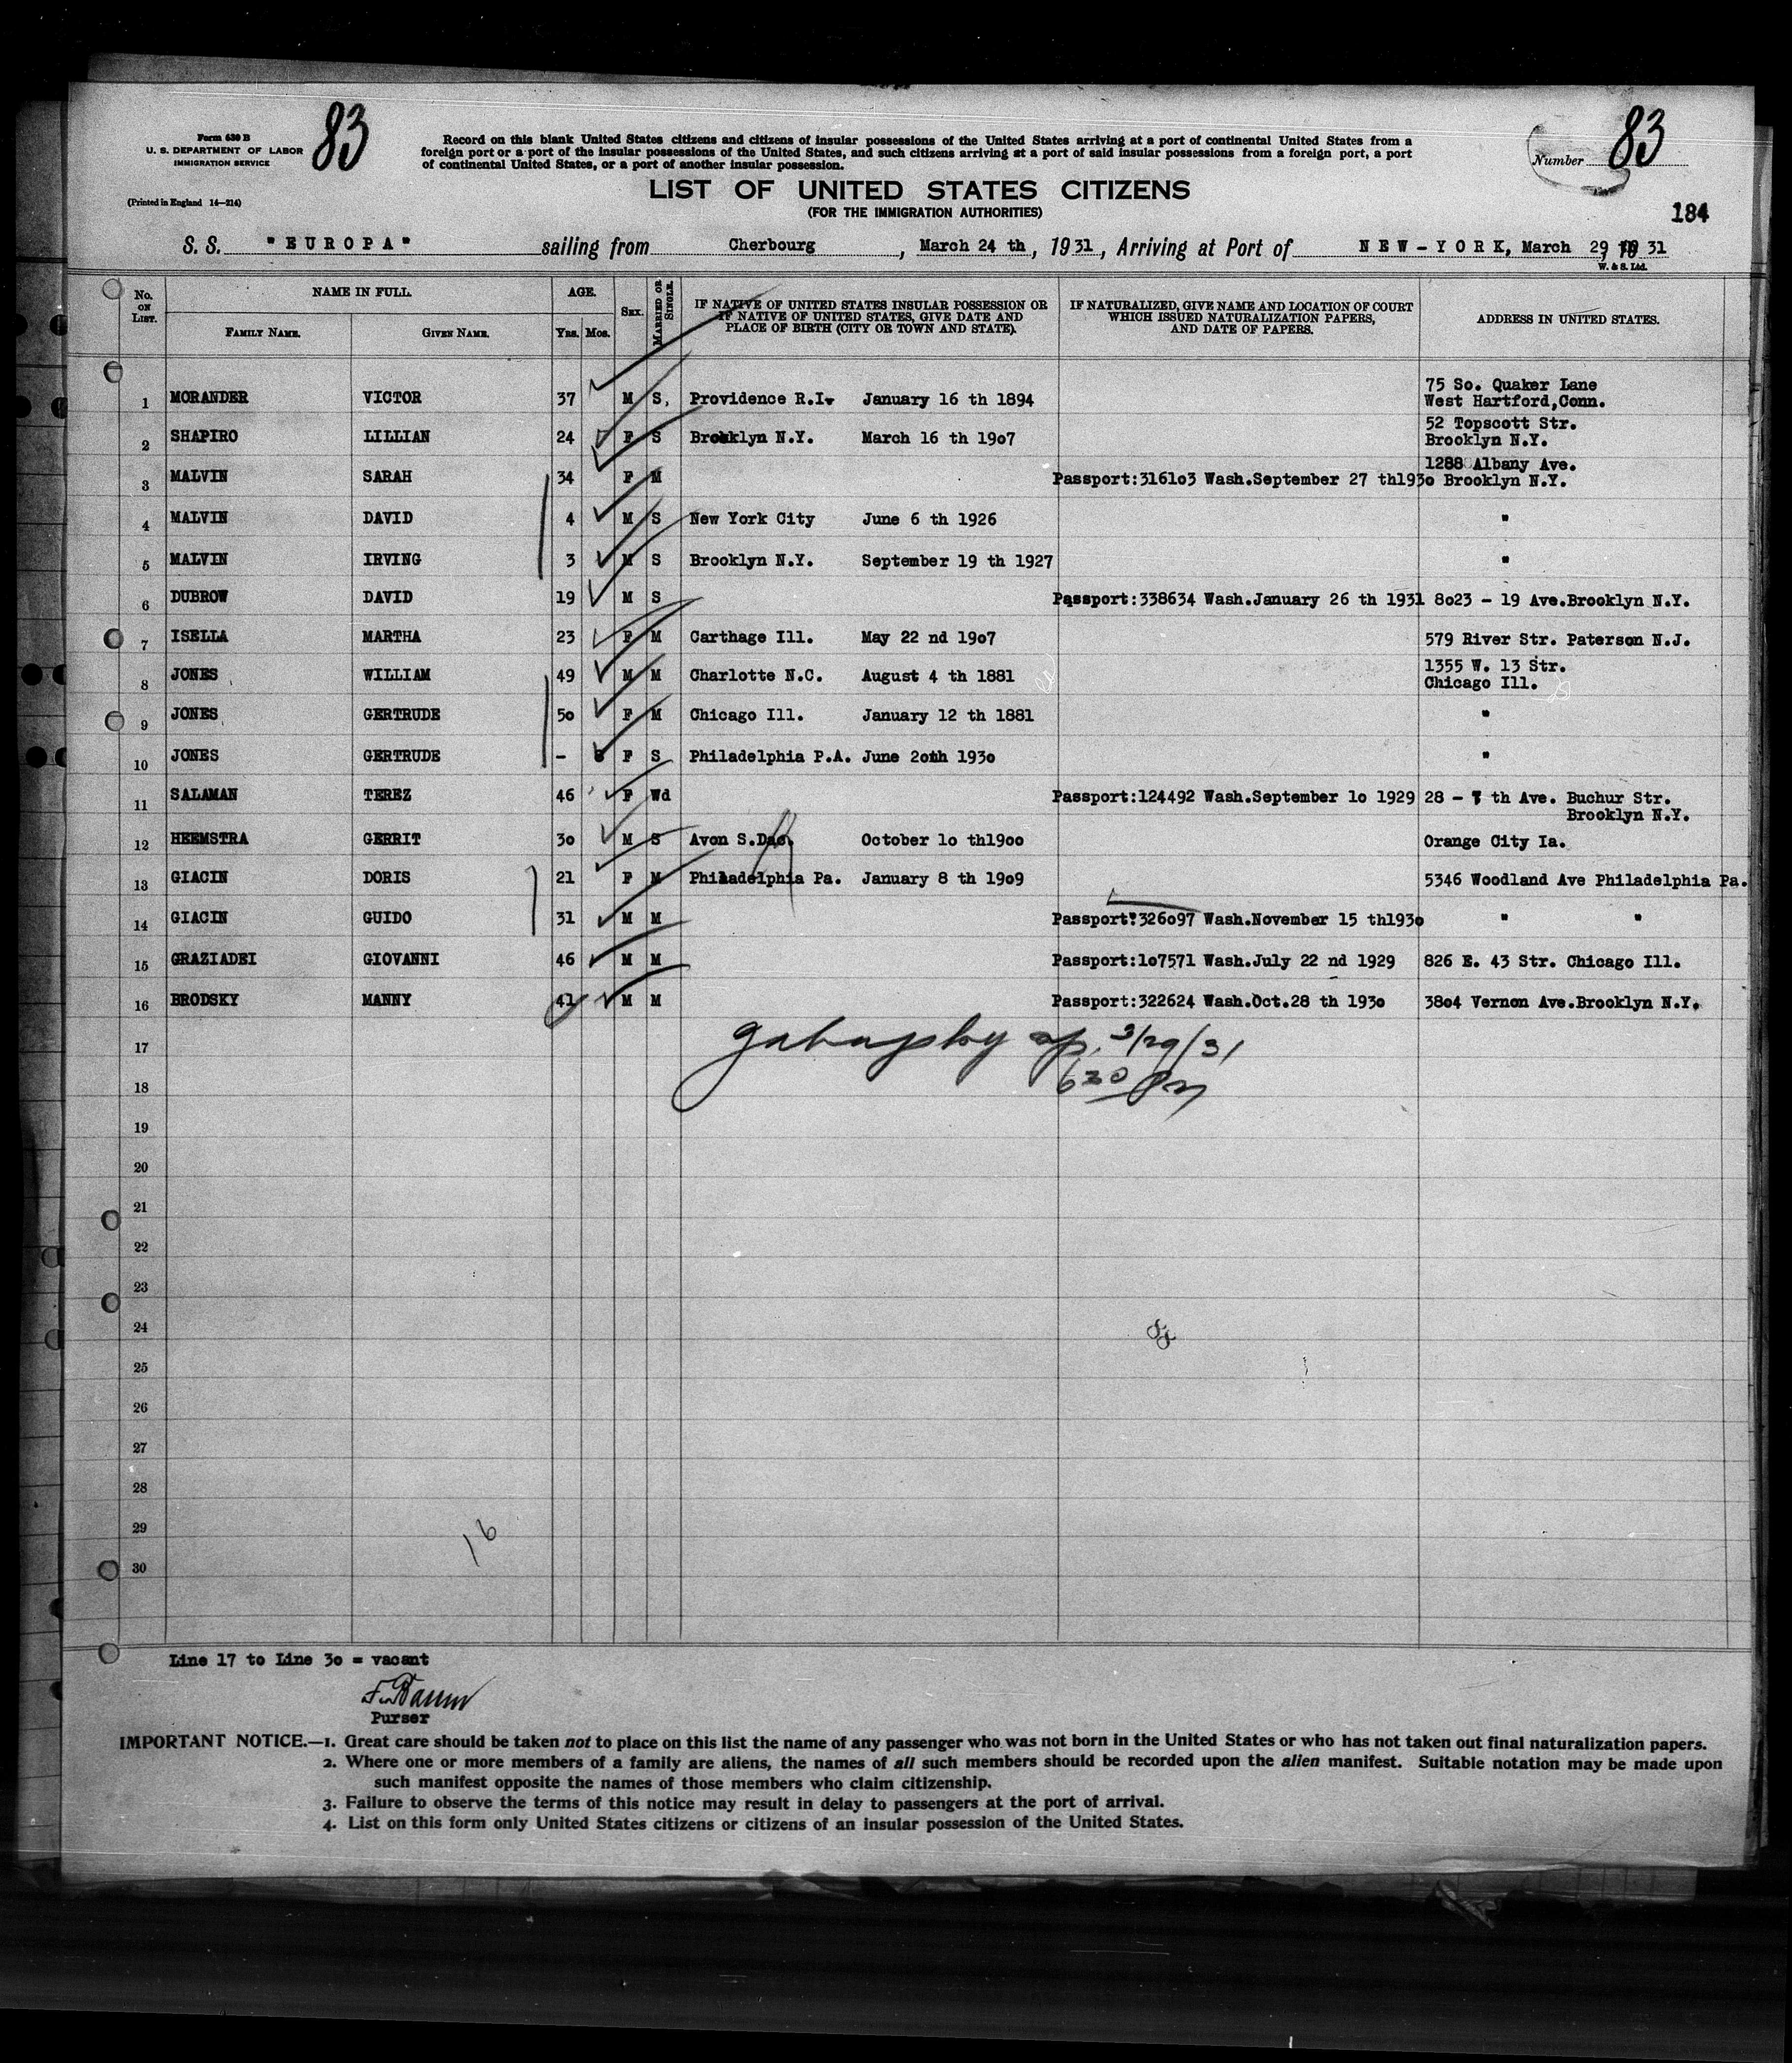 Form 630 B
U. S. DEPARTMENT OF LABOR
IMMIGRATION SERVICE
83
(Printed in England 14—214)
Record on this blank United States citizens and citizens of insular possessions of the United States arriving at a port of continental United States from a
foreign port or a port of the insular possessions of the United States, and such citizens arriving at a port of said insular possessions from a foreign port, a port
of continental United States, or a port of another insular possession.
LIST OF UNITED STATES CITIZENS
(FOR THE IMMIGRATION AUTHORITIES)
Number 83
184
S. S. "EUROPA" sailing from Cherbourg, March 24 th, 1931, Arriving at Port of NEW-YORK, March 29, 1931
W. & S. Ltd.
No. ON LIST. NAME IN FULL. FAMILY NAME. GIVEN NAME. AGE. Yrs. Mos. SEX. MARRIED OR SINGLE. IF NATIVE OF UNITED STATES INSULAR POSSESSION OR IF NATIVE OF UNITED STATES, GIVE DATE AND PLACE OF BIRTH (CITY OR TOWN AND STATE). IF NATURALIZED, GIVE NAME AND LOCATION OF COURT WHICH ISSUED NATURALIZATION PAPERS, AND DATE OF PAPERS. ADDRESS IN UNITED STATES.
1 MORANDER VICTOR 37 M S, Providence R.I. January 16 th 1894 75 So. Quaker Lane West Hartford,Conn.
2 SHAPIRO LILLIAN 24 F S Brooklyn N.Y. March 16 th 1907 52 Topscott Str. Brooklyn N.Y.
3 MALVIN SARAH 34 F M Passport:316103 Wash.September 27 th1930 1288 Albany Ave. Brooklyn N.Y.
4 MALVIN DAVID 4 M S New York City June 6 th 1926 "
5 MALVIN IRVING 3 M S Brooklyn N.Y. September 19 th 1927 "
6 DUBROW DAVID 19 M S Passport:338634 Wash.January 26 th 1931 8023 - 19 Ave.Brooklyn N.Y.
7 ISELLA MARTHA 23 F M Carthage Ill. May 22 nd 1907 579 River Str. Paterson N.J.
8 JONES WILLIAM 49 M M Charlotte N.C. August 4 th 1881 1355 W. 13 Str. Chicago Ill.
9 JONES GERTRUDE 50 F M Chicago Ill. January 12 th 1881 "
10 JONES GERTRUDE - F S Philadelphia P.A. June 20th 1930 "
11 SALAMAN TEREZ 46 F Wd Passport:124492 Wash.September 10 1929 28 - 7 th Ave. Buchur Str. Brooklyn N.Y.
12 HEEMSTRA GERRIT 30 M S Avon S.Dac. October 10 th1900 Orange City Ia.
13 GIACIN DORIS 21 F M Philadelphia Pa. January 8 th 1909 5346 Woodland Ave Philadelphia Pa.
14 GIACIN GUIDO 31 M M Passport:326097 Wash.November 15 th1930 " "
15 GRAZIADEI GIOVANNI 46 M M Passport:107571 Wash.July 22 nd 1929 826 E. 43 Str. Chicago Ill.
16 BRODSKY MANNY 41 M M Passport:322624 Wash.Oct.28 th 1930 3804 Vernon Ave.Brooklyn N.Y.
17 3/29/31
18 6 30 PM
19
20
21
22
23
24
25
26
27
28
29
16
30
Line 17 to Line 30 = vacant
Purser
IMPORTANT NOTICE.—1. Great care should be taken not to place on this list the name of any passenger who was not born in the United States or who has not taken out final naturalization papers.
2. Where one or more members of a family are aliens, the names of all such members should be recorded upon the alien manifest. Suitable notation may be made upon
such manifest opposite the names of those members who claim citizenship.
3. Failure to observe the terms of this notice may result in delay to passengers at the port of arrival.
4. List on this form only United States citizens or citizens of an insular possession of the United States.